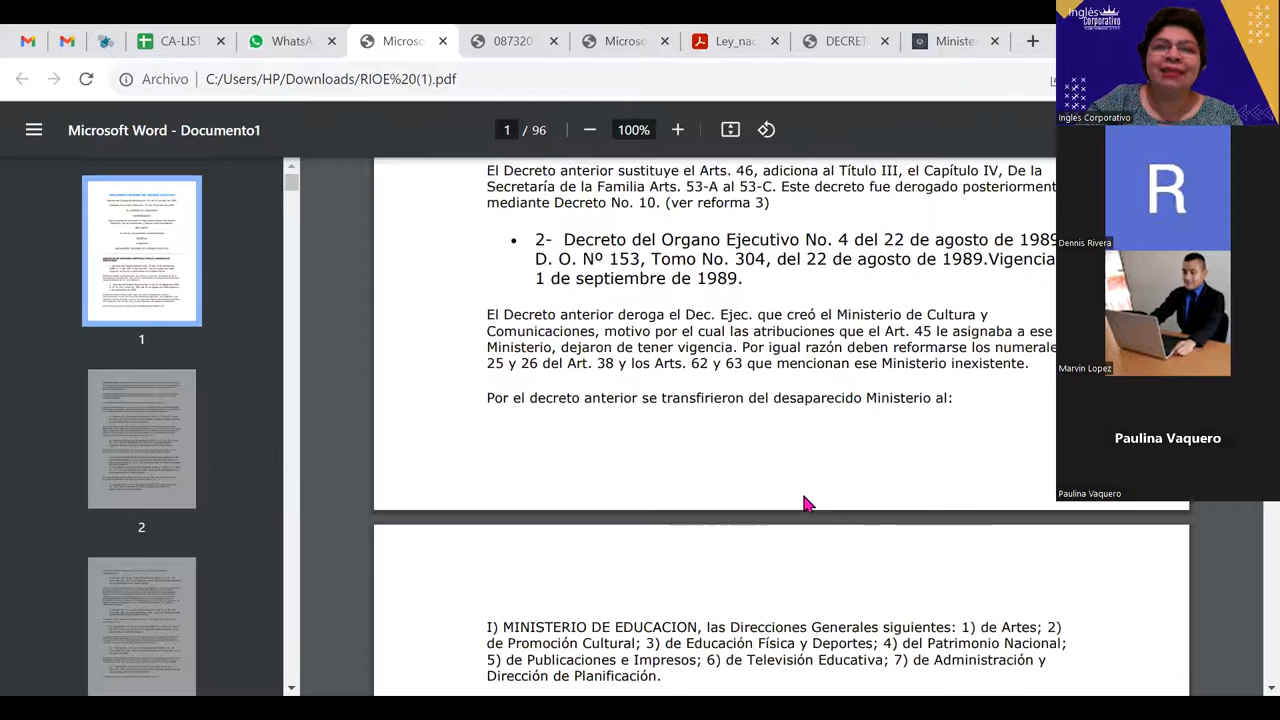 CA-LIST
WhatsA
Microso
087320
Microso
Ley_nac
DECRET
Ministe
Archivo
C:/Users/HP/Downloads/RIOE%20(1).pdf
Microsoft Word - Documento1
1 / 96
100%
El Decreto anterior sustituye el Arts. 46, adiciona al Título III, el Capítulo IV, De la
Secretaría de la Familia Arts. 53-A al 53-C. Este
fue derogado posteriorment
mediante Decreto No. 10. (ver reforma 3)
• 2.- Decreto del Organo Ejecutivo No.
del 22 de agosto de 1989
D.O. Nº 153, Tomo No. 304, del 22 de agosto de 1989.Vigencia
1 de septiembre de 1989.
El Decreto anterior deroga el Dec. Ejec. que creó el Ministerio de Cultura y
Comunicaciones, motivo por el cual las atribuciones que el Art. 45 le asignaba a ese
Ministerio, dejaron de tener vigencia. Por igual razón deben reformarse los numerale
25 y 26 del Art. 38 y los Arts. 62 y 63 que mencionan ese Ministerio inexistente.
Por el decreto anterior se transfirieron del desaparecido Ministerio al:
I) MINISTERIO DE EDUCACION, las Direcciones Generales siguientes: 1) de Artes; 2)
de Promoción Cultural; 3) de Educación Física y Deportes; 4) del Patrimonio Nacional;
5) de Publicaciones e Impresos; 6) de Televisión Educativa; 7) de Administración y
Dirección de Planificación.
1
2
Inglés
Corporativo
Inglés Corporativo
R
Dennis Rivera
Marvin Lopez
Paulina Vaquero
Paulina Vaquero